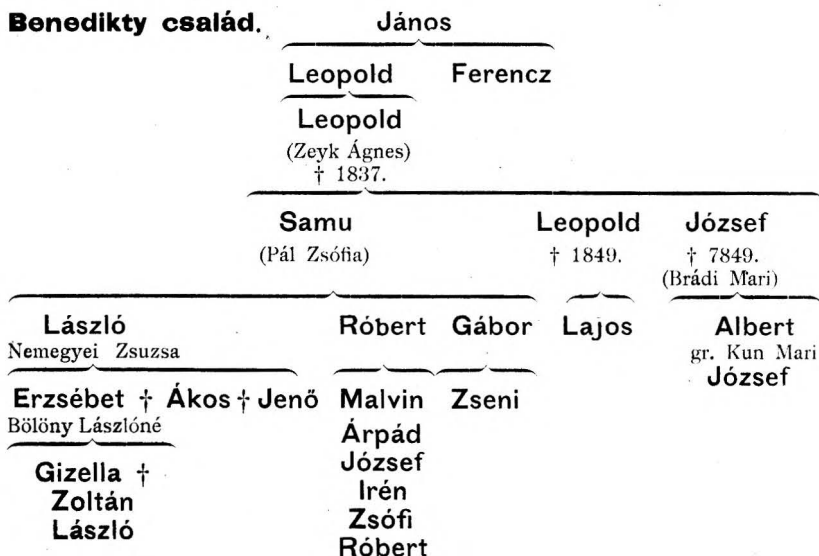 Benedikty család. János
Leopold Ferencz
Leopold
(Zeyk Ágnes)
† 1837.
Samu Leopold József
(Pál Zsófia) † 1849. † 7849.
(Brádi Mari)
László Róbert Gábor Lajos Albert
Nemegyei Zsuzsa gr. Kun Mari
József
Erzsébet † Ákos † Jenő Malvin Zseni
Bölöny Lászlóné Árpád
Gizella † József
Zoltán Irén
László Zsófi
Róbert